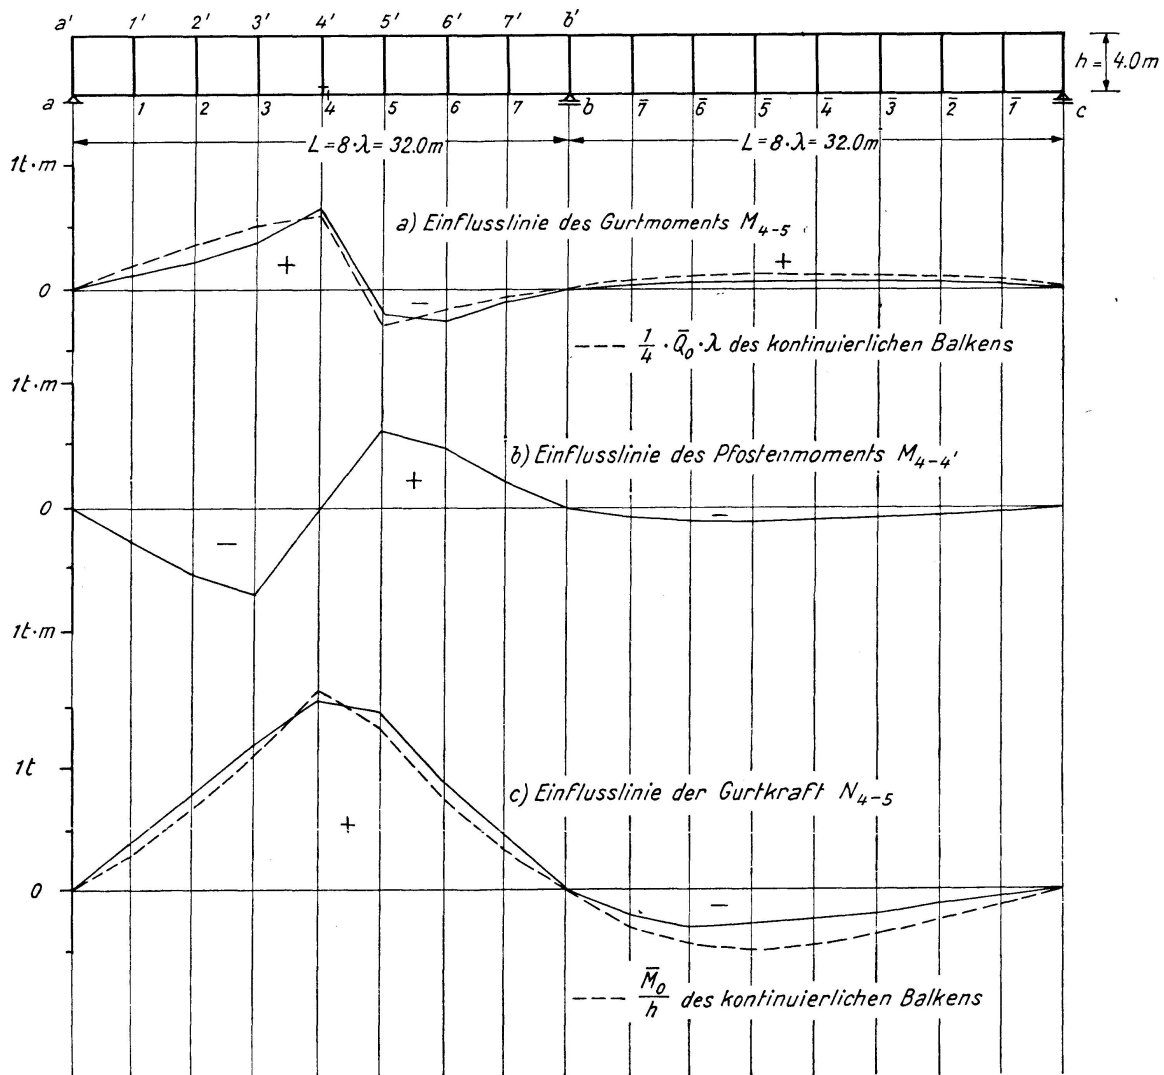 a' 1' 2' 3' 4' 5' 6' 7' b'
h = 4.0m
a 1 2 3 4 5 6 7 b 7̄ 6̄ 5̄ 4̄ 3̄ 2̄ 1̄ c
L = 8·λ = 32.0m L = 8·λ = 32.0m
1t·m
a) Einflusslinie des Gurtmoments M₄₋₅
+ − +
0
--- 1/4 · Q̄₀ · λ des kontinuierlichen Balkens
1t·m
b) Einflusslinie des Pfostenmoments M₄₋₄'
+
0
− −
1t·m
1t
c) Einflusslinie der Gurtkraft N₄₋₅
+
0
−
--- M̄₀/h des kontinuierlichen Balkens